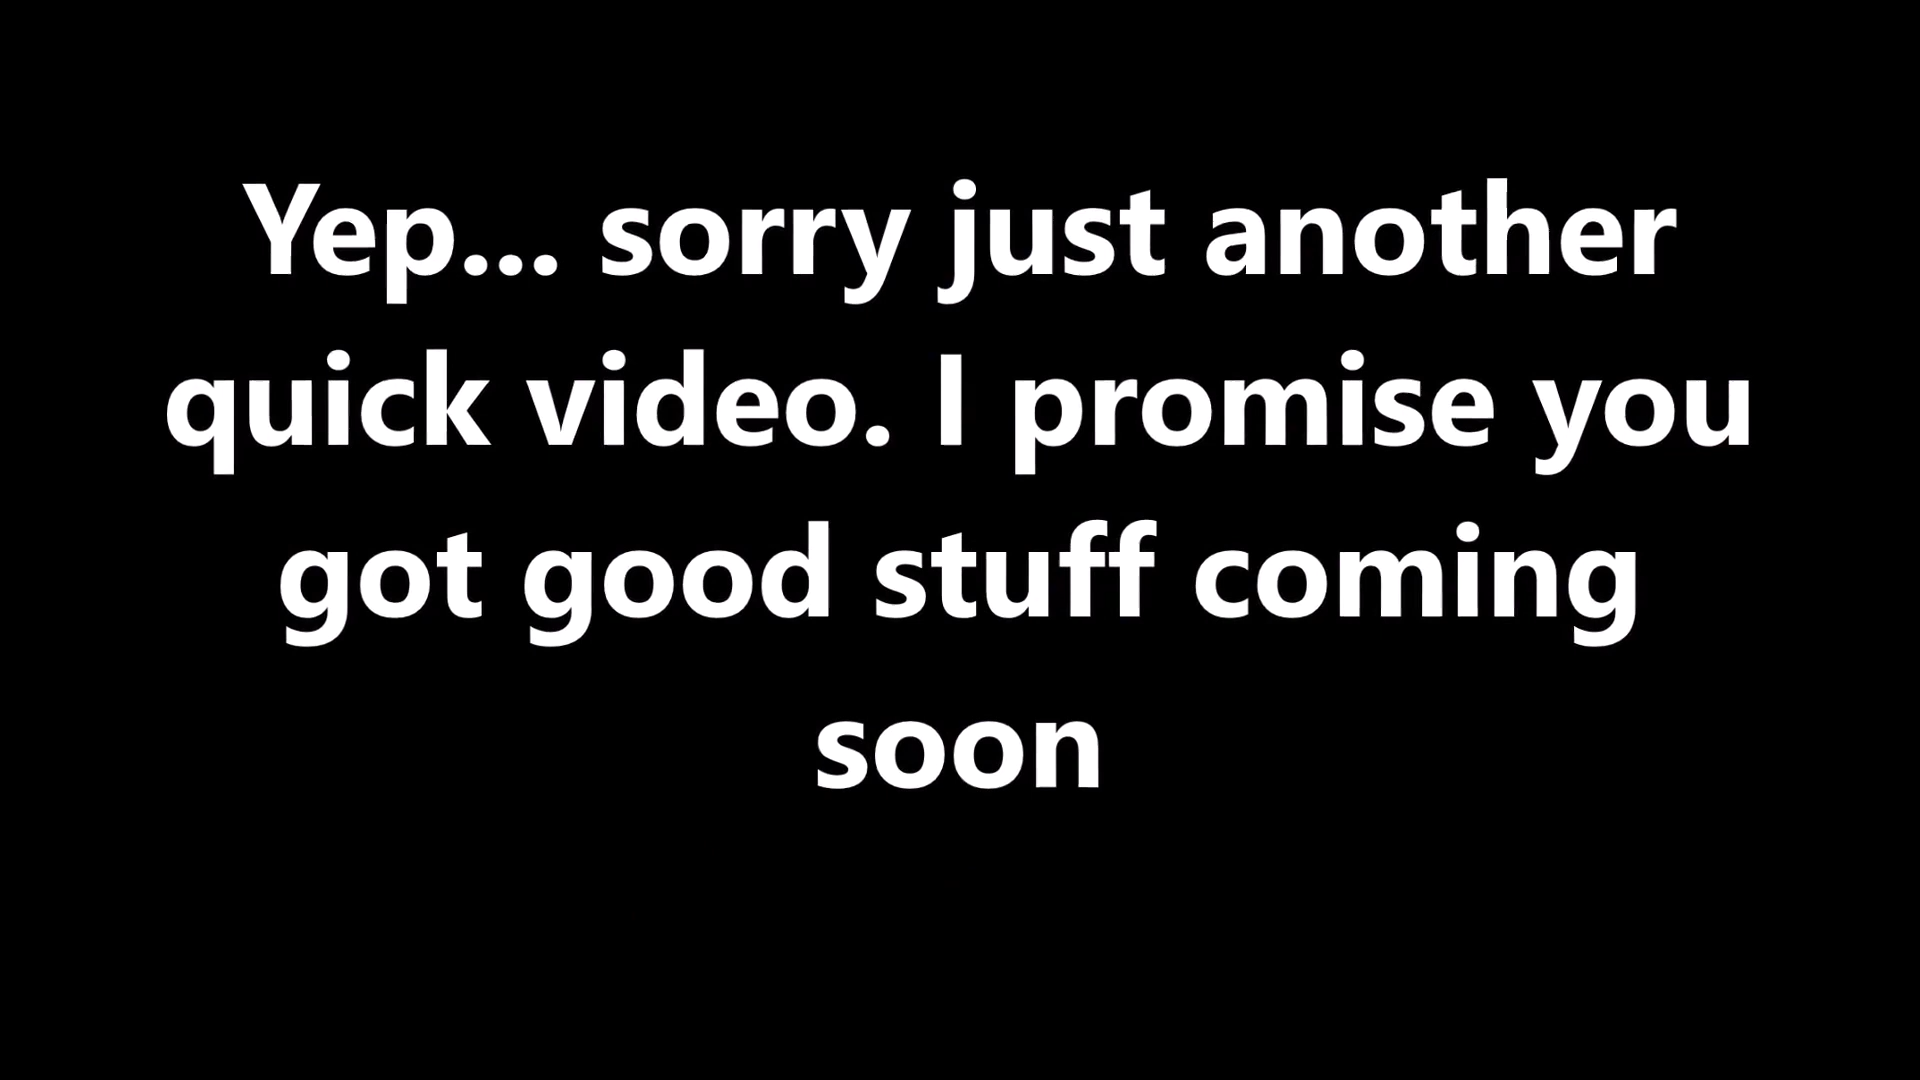 Yep... sorry just another
quick video. I promise you
got good stuff coming
soon